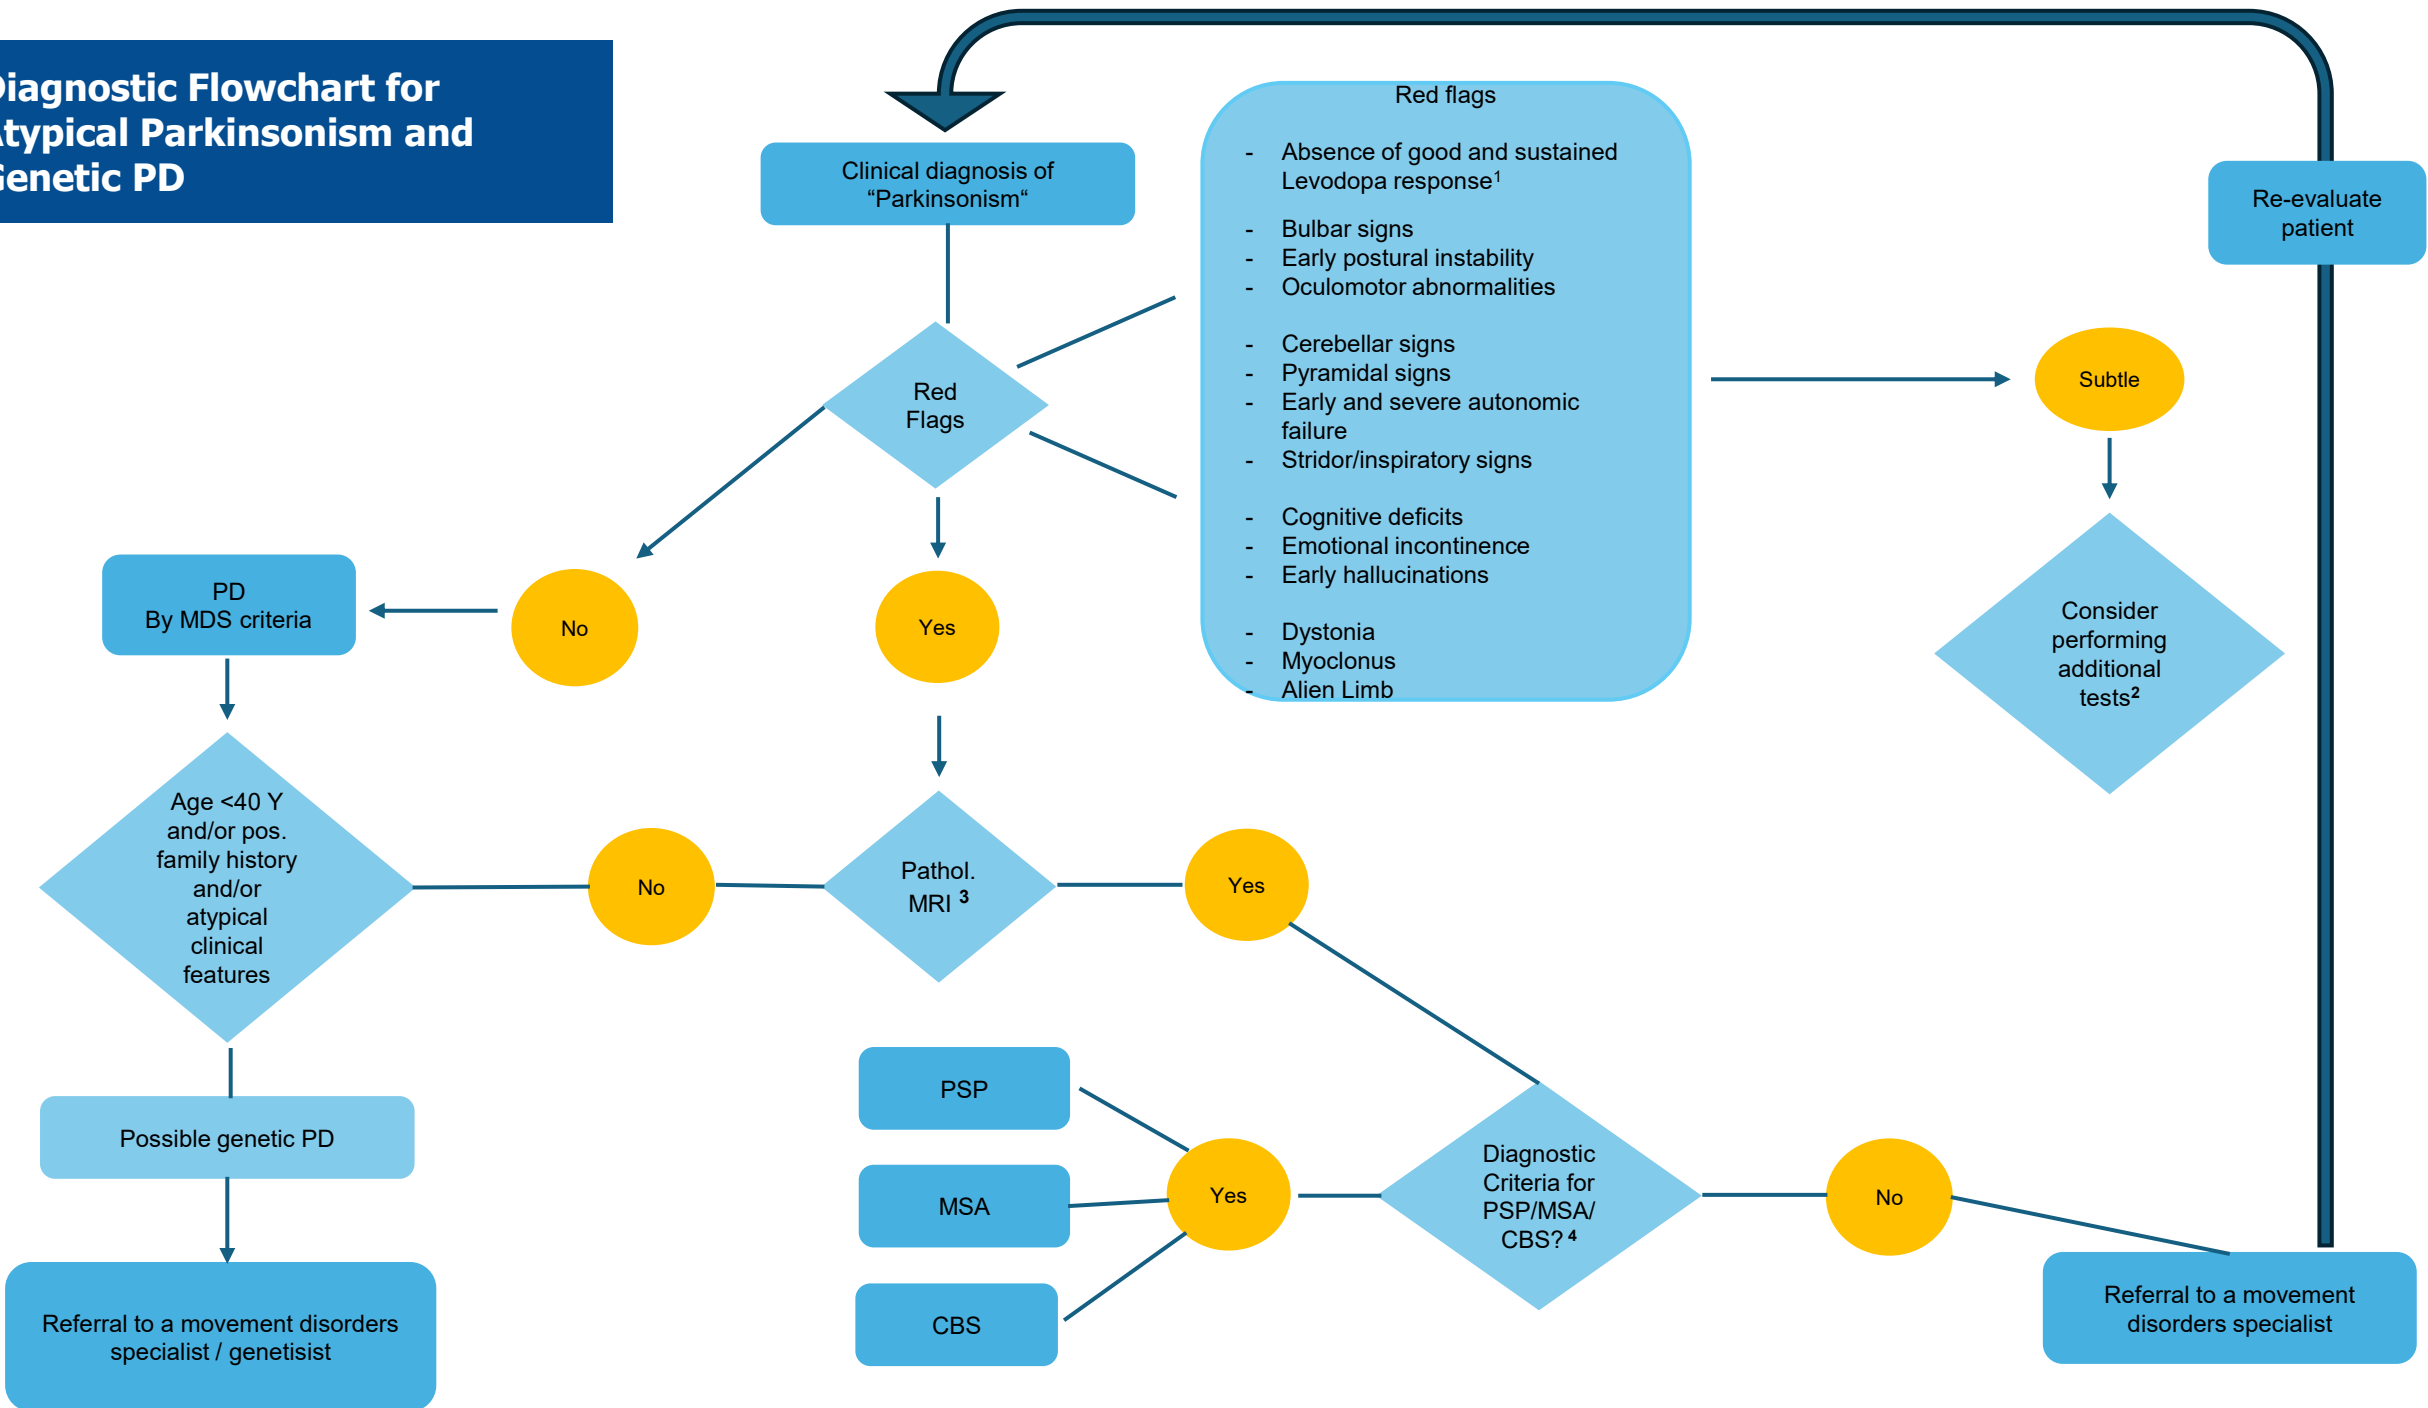 iagnostic Flowchart for
typical Parkinsonism and
enetic PD
Clinical diagnosis of
“Parkinsonism“
Red flags
- Absence of good and sustained
Levodopa response¹
- Bulbar signs
- Early postural instability
- Oculomotor abnormalities
- Cerebellar signs
- Pyramidal signs
- Early and severe autonomic
failure
- Stridor/inspiratory signs
- Cognitive deficits
- Emotional incontinence
- Early hallucinations
- Dystonia
- Myoclonus
- Alien Limb
Re-evaluate
patient
Red
Flags
Subtle
Consider
performing
additional
tests²
PD
By MDS criteria
No
Yes
Age <40 Y
and/or pos.
family history
and/or
atypical
clinical
features
No
Pathol.
MRI ³
Yes
Possible genetic PD
Referral to a movement disorders
specialist / genetisist
PSP
MSA
CBS
Yes
Diagnostic
Criteria for
PSP/MSA/
CBS? ⁴
No
Referral to a movement
disorders specialist